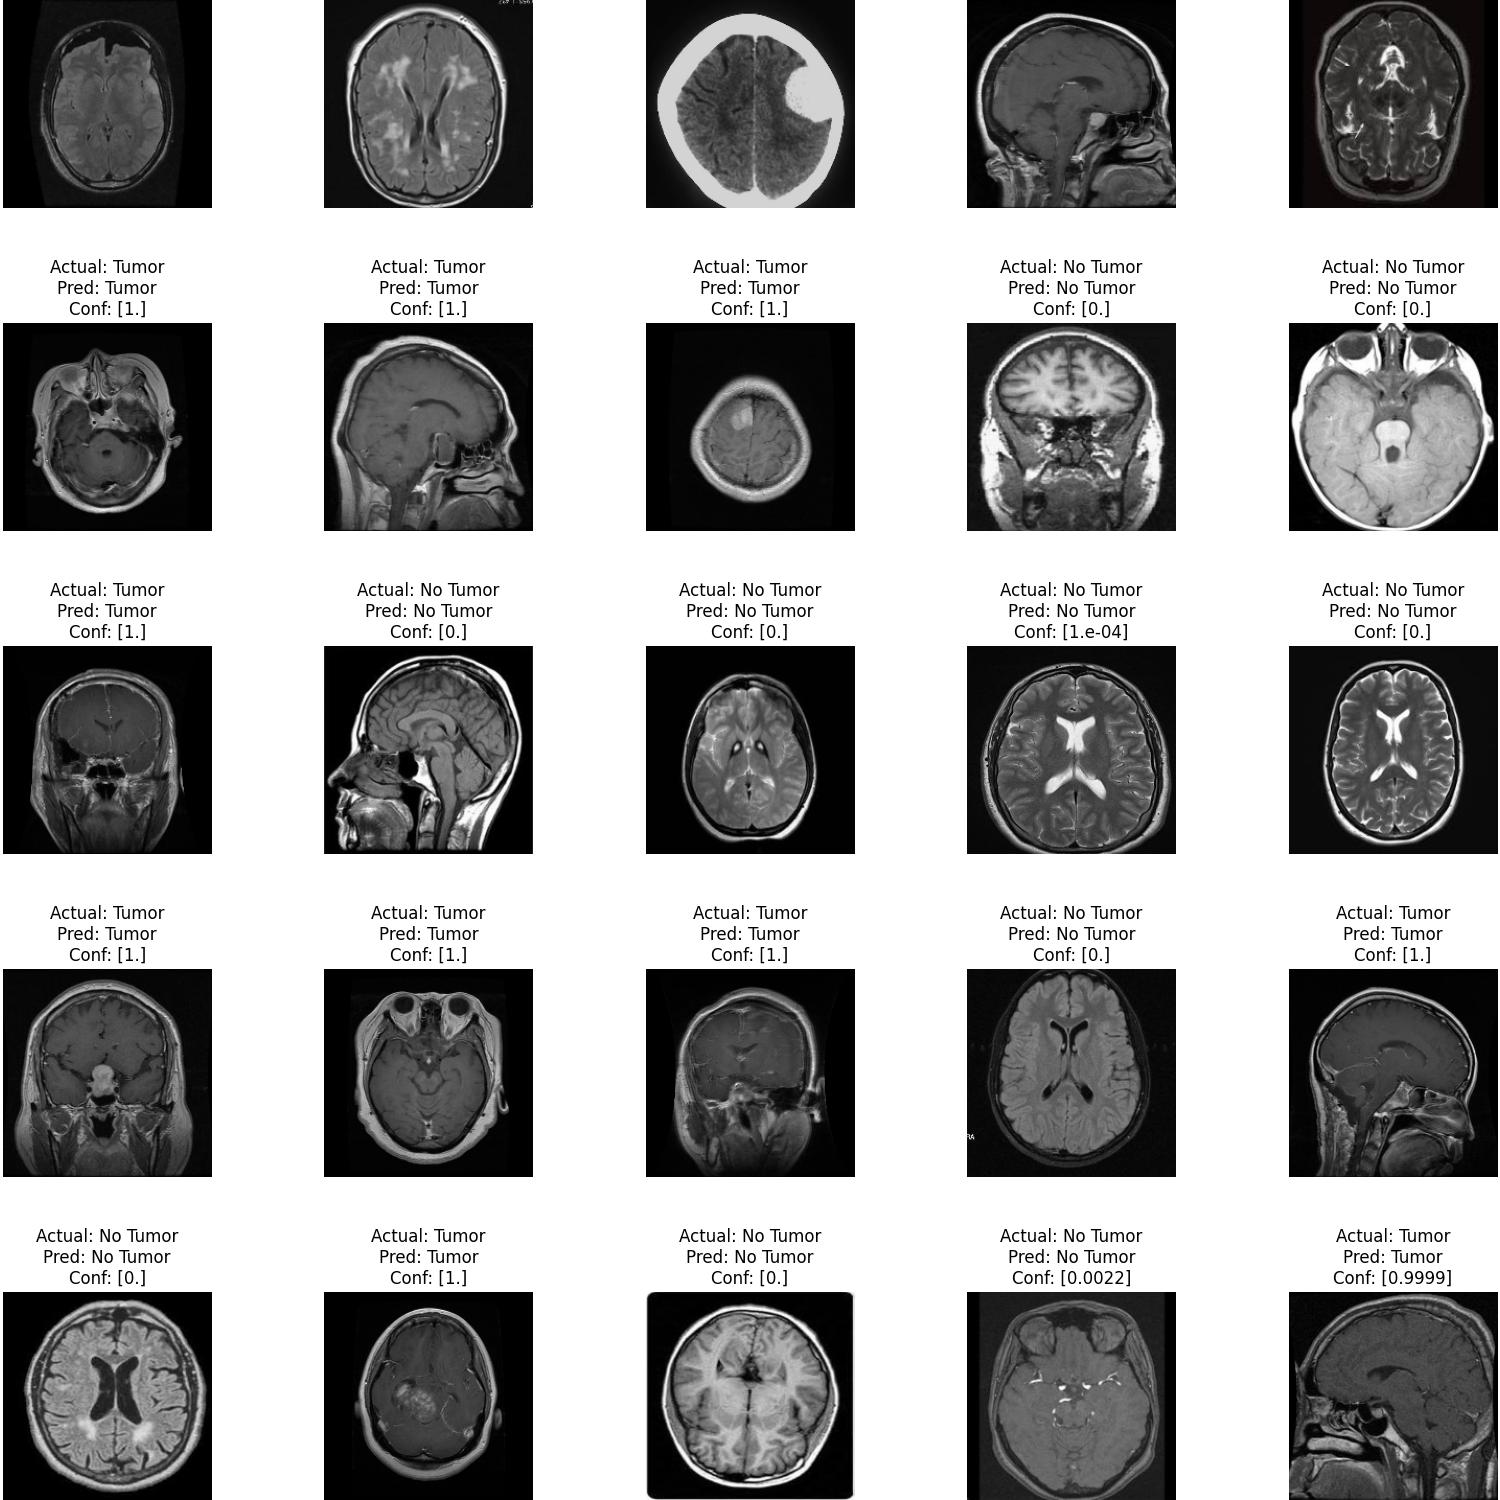 Actual: Tumor
Pred: Tumor
Conf: [1.]
Actual: Tumor
Pred: Tumor
Conf: [1.]
Actual: Tumor
Pred: Tumor
Conf: [1.]
Actual: No Tumor
Pred: No Tumor
Conf: [0.]
Actual: No Tumor
Pred: No Tumor
Conf: [0.]
Actual: Tumor
Pred: Tumor
Conf: [1.]
Actual: No Tumor
Pred: No Tumor
Conf: [0.]
Actual: No Tumor
Pred: No Tumor
Conf: [0.]
Actual: No Tumor
Pred: No Tumor
Conf: [1.e-04]
Actual: No Tumor
Pred: No Tumor
Conf: [0.]
Actual: Tumor
Pred: Tumor
Conf: [1.]
Actual: Tumor
Pred: Tumor
Conf: [1.]
Actual: Tumor
Pred: Tumor
Conf: [1.]
Actual: No Tumor
Pred: No Tumor
Conf: [0.]
Actual: Tumor
Pred: Tumor
Conf: [1.]
Actual: No Tumor
Pred: No Tumor
Conf: [0.]
Actual: Tumor
Pred: Tumor
Conf: [1.]
Actual: No Tumor
Pred: No Tumor
Conf: [0.]
Actual: No Tumor
Pred: No Tumor
Conf: [0.0022]
Actual: Tumor
Pred: Tumor
Conf: [0.9999]